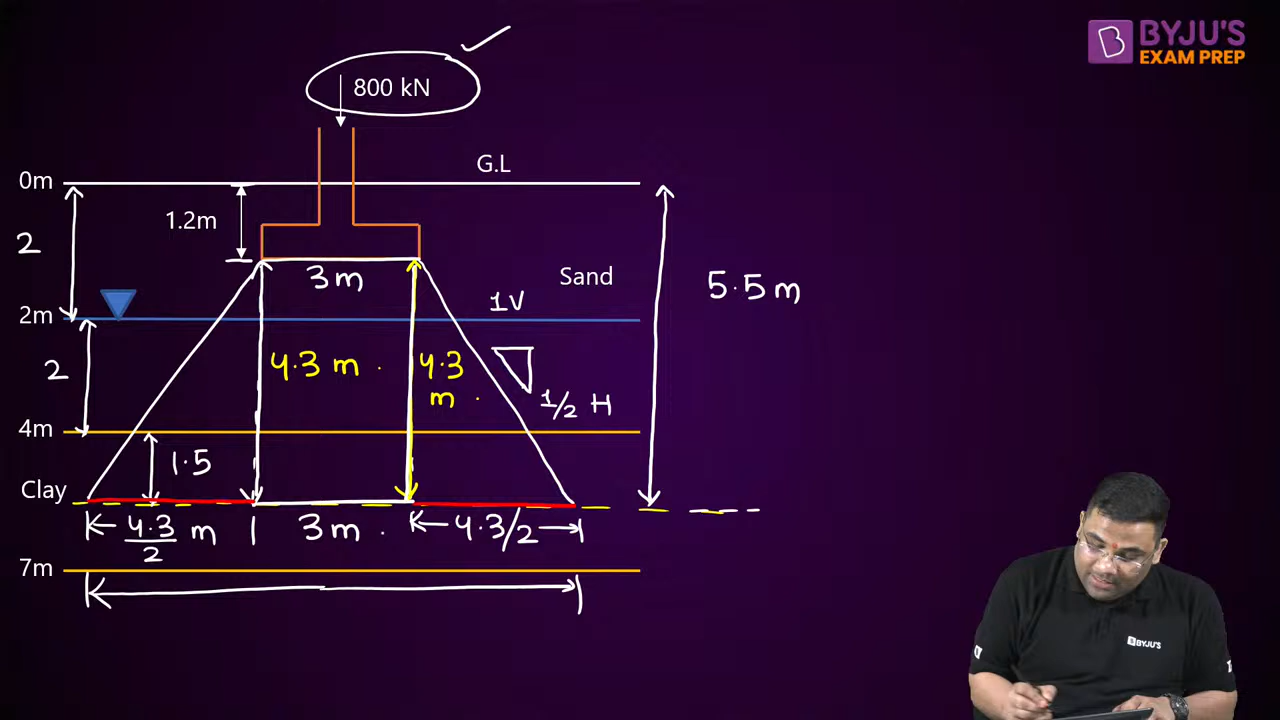 BYJU'S
EXAM PREP
800 kN
G.L
0m
1.2m
2
3m
Sand
5.5m
1V
2m
4.3 m
4.3
m
2
1/2 H
4m
1.5
Clay
4.3/2 m
3m
4.3/2
7m
BYJU'S